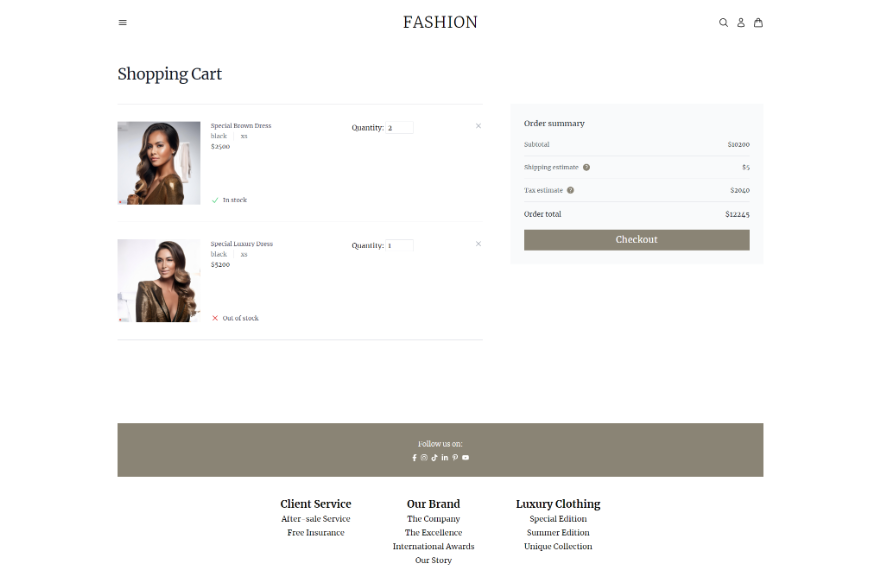 FASHION
Shopping Cart
Special Brown Dress
black xs
$2500
Quantity: 2
In stock
Special Luxury Dress
black xs
$5200
Quantity: 1
Out of stock
Order summary
Subtotal $10200
Shipping estimate ? $5
Tax estimate ? $2040
Order total $12245
Checkout
Follow us on:
Client Service
After-sale Service
Free Insurance
Our Brand
The Company
The Excellence
International Awards
Our Story
Luxury Clothing
Special Edition
Summer Edition
Unique Collection